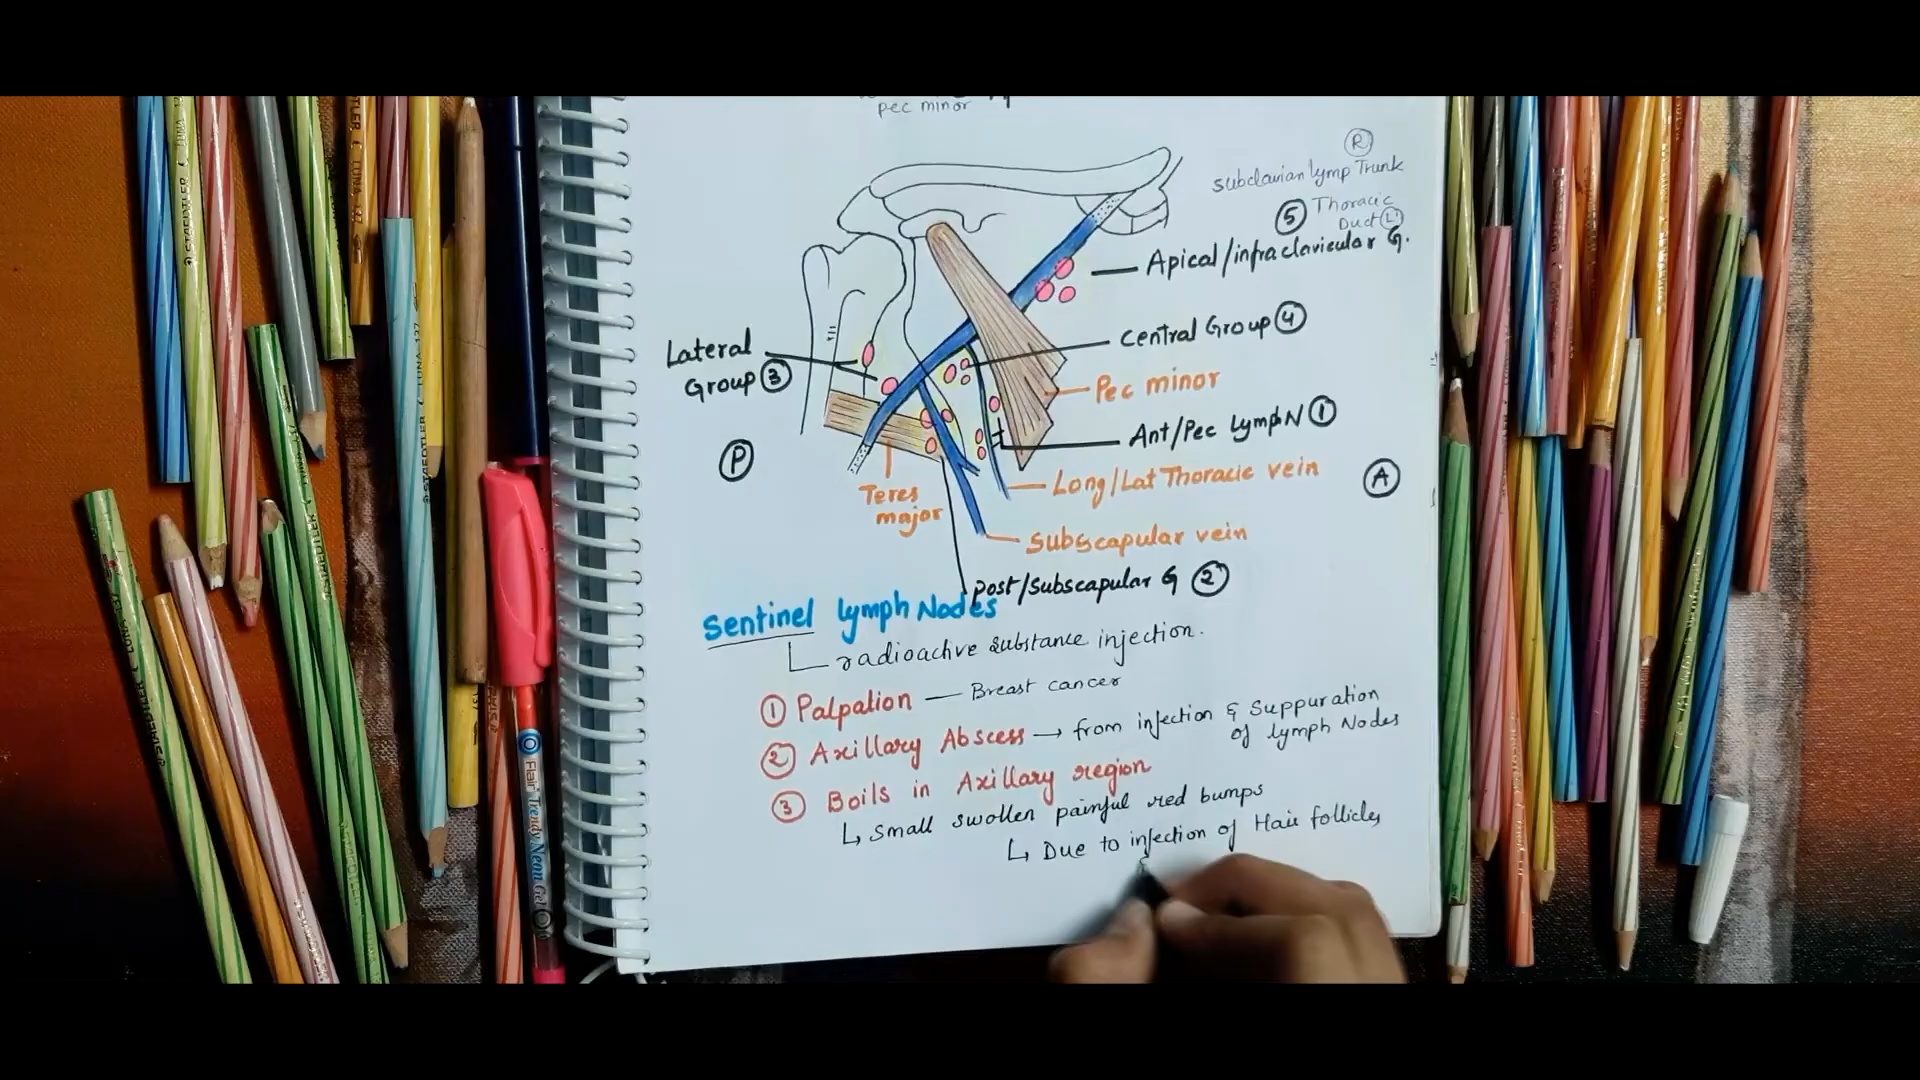 pec minor
R
subclavian lymp Trunk
5 Thoracic
Duct L
Apical/infraclavicular G.
Lateral
Group 3
Central Group 4
Pec minor
Ant/Pec lymph N 1
P
Long/Lat Thoracic vein
A
Teres
major
Subscapular vein
post/subscapular G 2
Sentinel lymph Nodes
radioactive substance injection.
1 Palpation — Breast cancer
2 Axillary Abscess → from infection & Suppuration
of lymph Nodes
3 Boils in Axillary region
↳ Small swollen painful red bumps
↳ Due to infection of Hair follicles
Flair Trendy Neon Gel